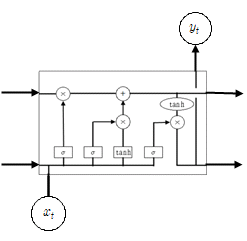 y_t
× +
tanh
× ×
σ σ tanh σ
x_t